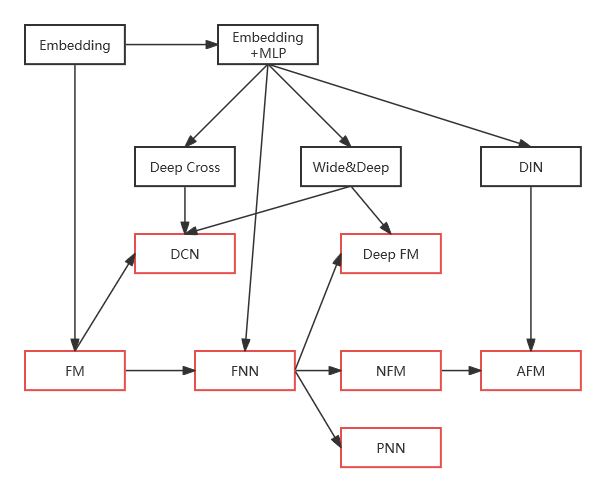 Embedding
Embedding
+MLP
Deep Cross
Wide&Deep
DIN
DCN
Deep FM
FM
FNN
NFM
AFM
PNN